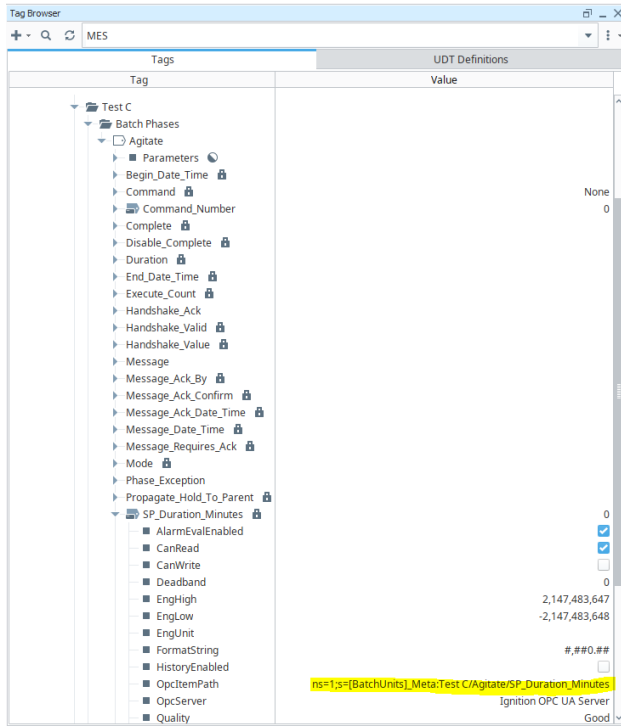 Tag Browser
MES
Tags UDT Definitions
Tag Value
Test C
Batch Phases
Agitate
Parameters
Begin_Date_Time
Command None
Command_Number 0
Complete
Disable_Complete
Duration
End_Date_Time
Execute_Count
Handshake_Ack
Handshake_Valid
Handshake_Value
Message
Message_Ack_By
Message_Ack_Confirm
Message_Ack_Date_Time
Message_Date_Time
Message_Requires_Ack
Mode
Phase_Exception
Propagate_Hold_To_Parent
SP_Duration_Minutes 0
AlarmEvalEnabled
CanRead
CanWrite
Deadband 0
EngHigh 2,147,483,647
EngLow -2,147,483,648
EngUnit
FormatString #,##0.##
HistoryEnabled
OpcItemPath ns=1;s=[BatchUnits]_Meta:Test C/Agitate/SP_Duration_Minutes
OpcServer Ignition OPC UA Server
Quality Good